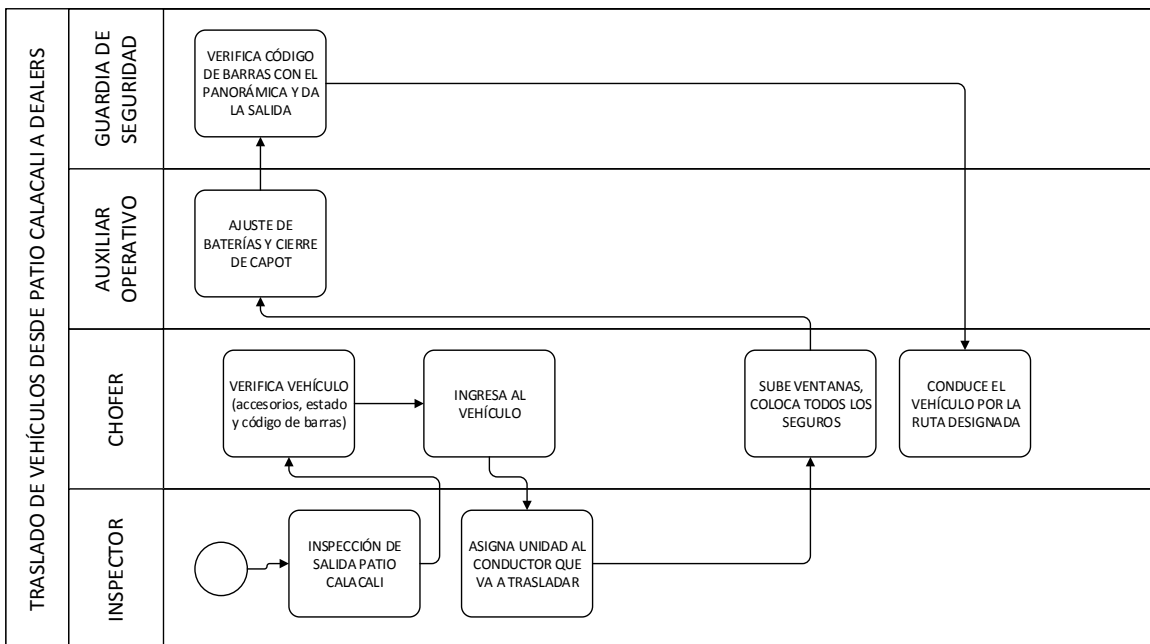 TRASLADO DE VEHÍCULOS DESDE PATIO CALACALI A DEALERS
GUARDIA DE
SEGURIDAD
VERIFICA CÓDIGO
DE BARRAS CON EL
PANORÁMICA Y DA
LA SALIDA
AUXILIAR
OPERATIVO
AJUSTE DE
BATERÍAS Y CIERRE
DE CAPOT
CHOFER
VERIFICA VEHÍCULO
(accesorios, estado
y código de barras)
INGRESA AL
VEHÍCULO
SUBE VENTANAS,
COLOCA TODOS LOS
SEGUROS
CONDUCE EL
VEHÍCULO POR LA
RUTA DESIGNADA
INSPECTOR
INSPECCIÓN DE
SALIDA PATIO
CALACALI
ASIGNA UNIDAD AL
CONDUCTOR QUE
VA A TRASLADAR